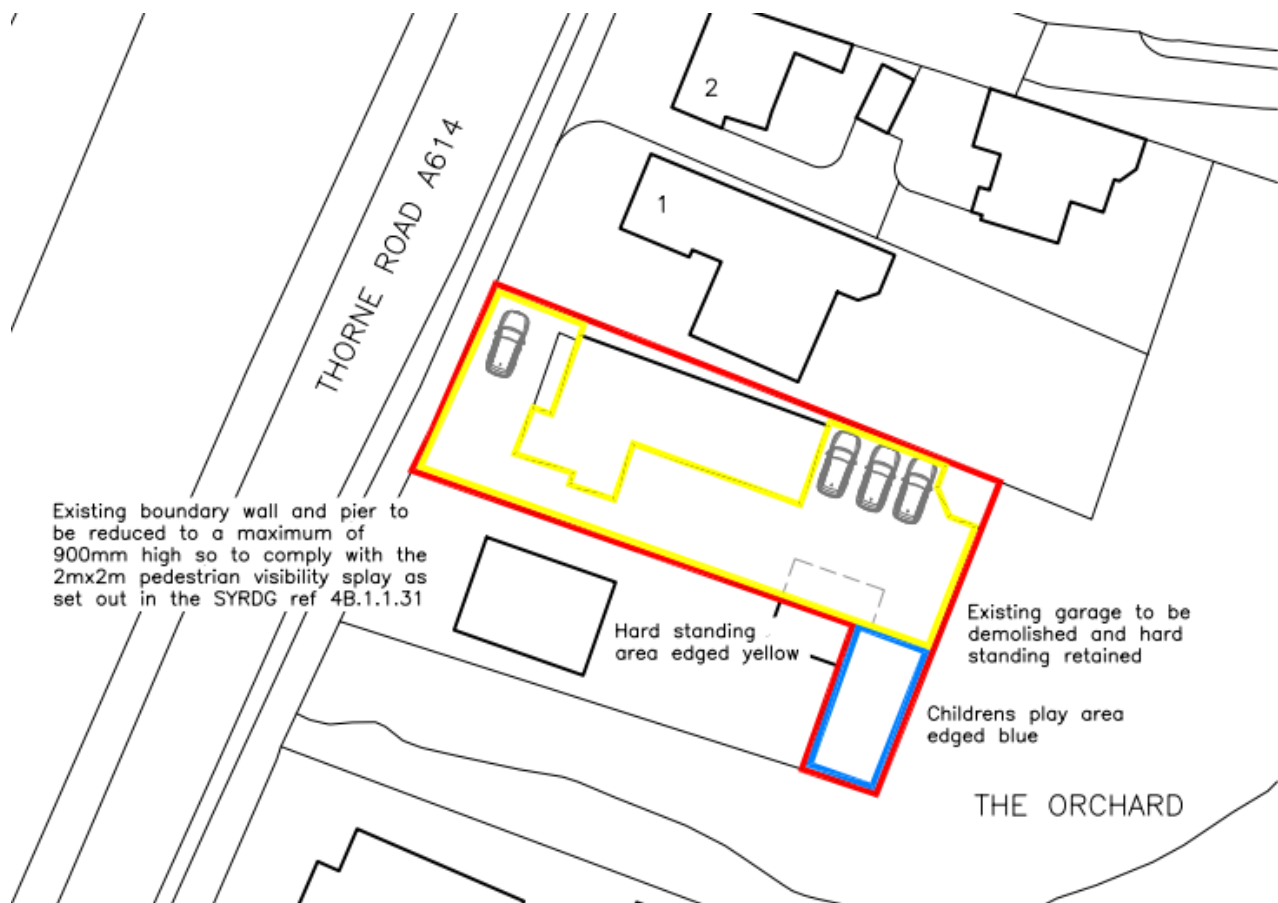 2
THORNE ROAD A614
1
Existing boundary wall and pier to
be reduced to a maximum of
900mm high so to comply with the
2mx2m pedestrian visibility splay as
set out in the SYRDG ref 4B.1.1.31
Hard standing
area edged yellow
Existing garage to be
demolished and hard
standing retained
Childrens play area
edged blue
THE ORCHARD